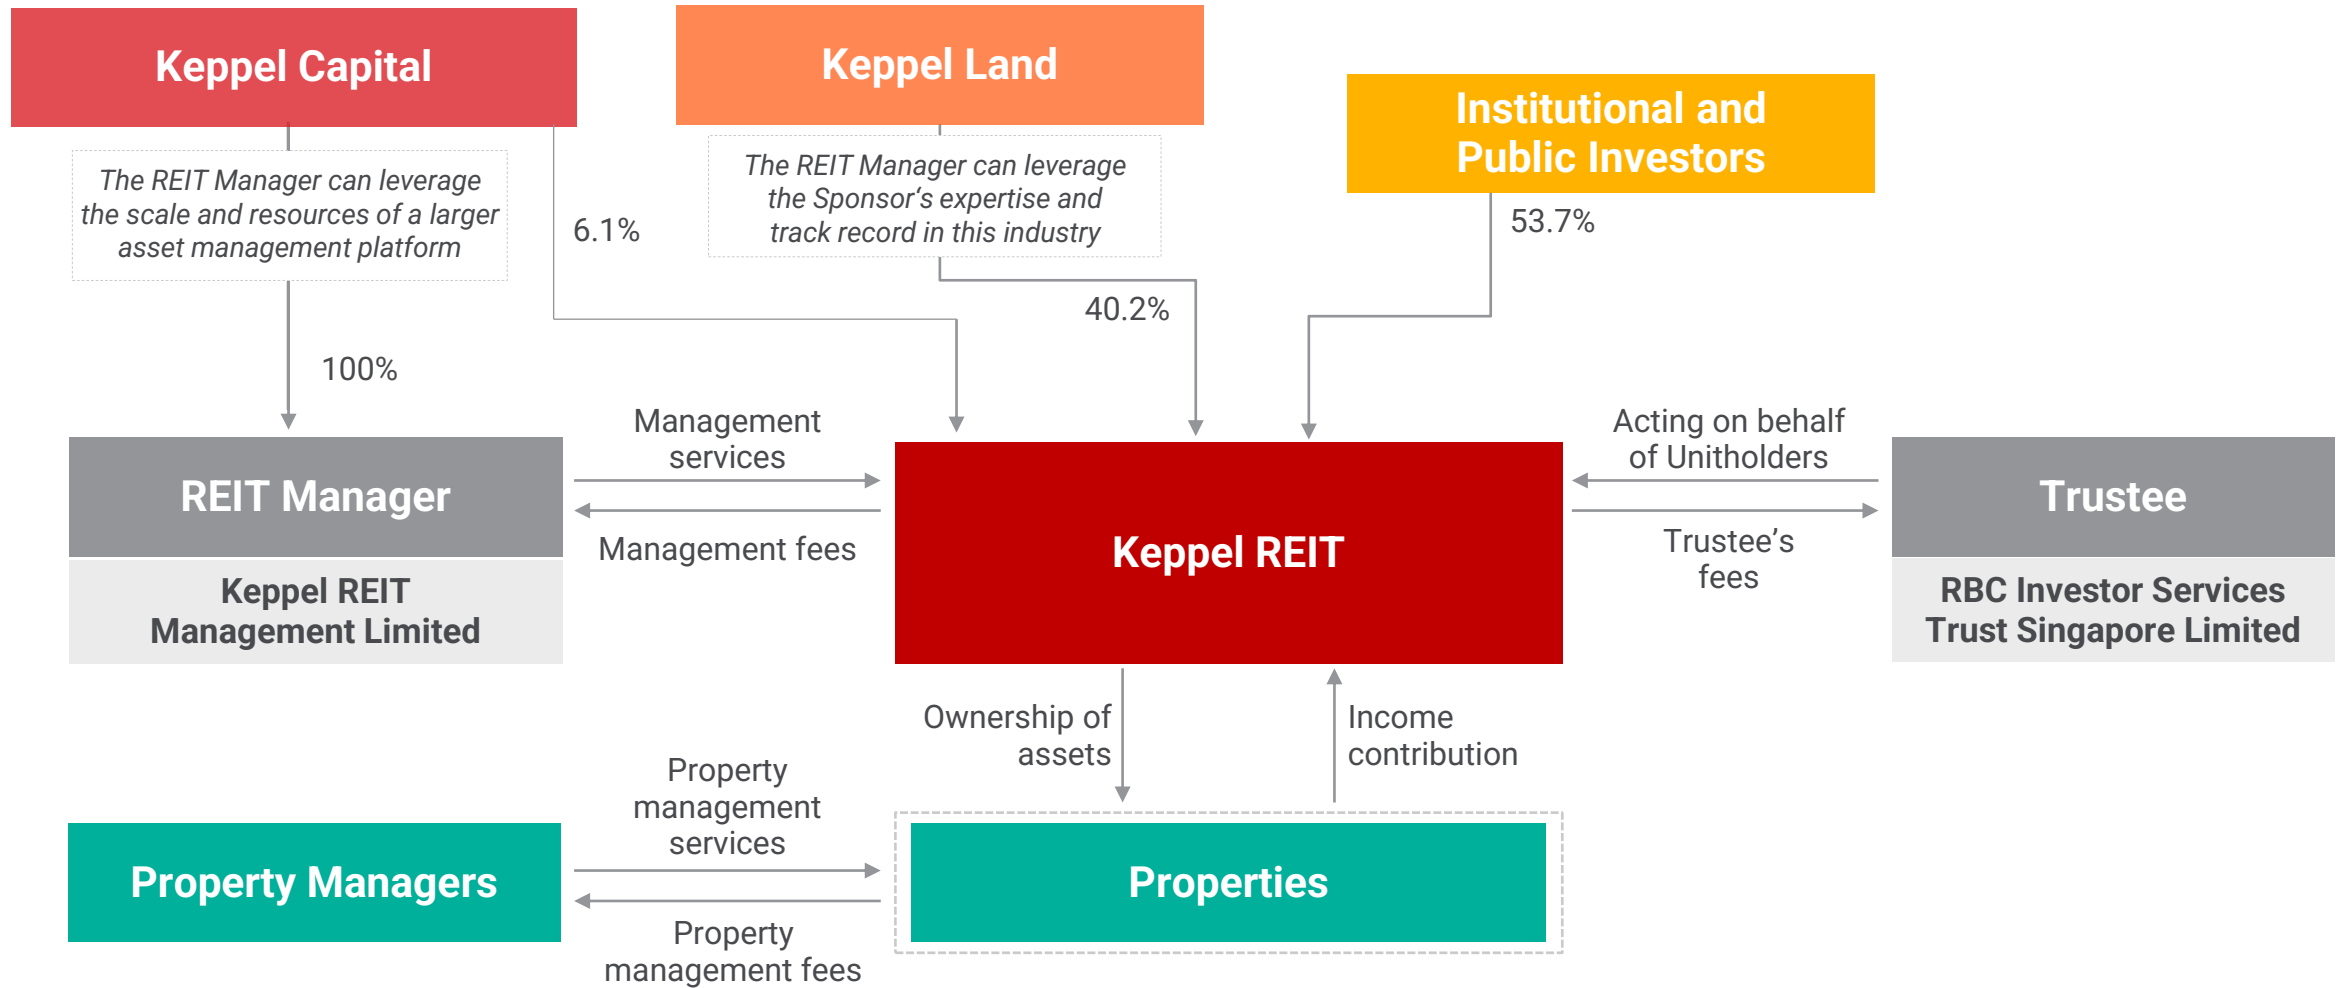 Keppel Capital
Keppel Land
Institutional and
Public Investors
The REIT Manager can leverage
the scale and resources of a larger
asset management platform
6.1%
The REIT Manager can leverage
the Sponsor‘s expertise and
track record in this industry
53.7%
40.2%
100%
Management
services
Acting on behalf
of Unitholders
REIT Manager
Keppel REIT
Management Limited
Management fees
Keppel REIT
Trustee’s
fees
Trustee
RBC Investor Services
Trust Singapore Limited
Ownership of
assets
Income
contribution
Property
management
services
Property Managers
Properties
Property
management fees